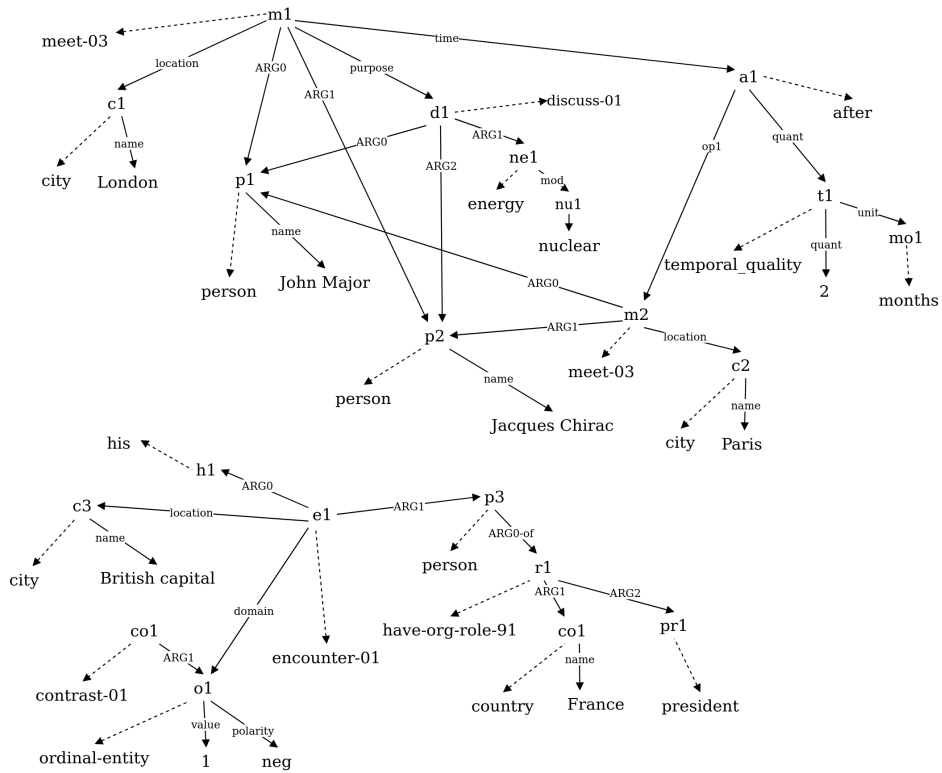 m1
meet-03
time
location
ARG0
purpose
ARG1
a1
after
c1
d1
discuss-01
name
ARG0
ARG1
quant
city
London
ARG2
ne1
op1
p1
energy
mod
nu1
t1
unit
name
nuclear
quant
mo1
temporal_quality
person
John Major
ARG0
2
months
m2
p2
ARG1
location
meet-03
c2
person
name
name
Jacques Chirac
city
Paris
his
h1
ARG0
p3
c3
location
e1
ARG1
name
ARG0-of
city
British capital
person
r1
domain
ARG1
ARG2
co1
have-org-role-91
co1
pr1
ARG1
encounter-01
name
contrast-01
o1
country
France
president
value
polarity
ordinal-entity
1
neg